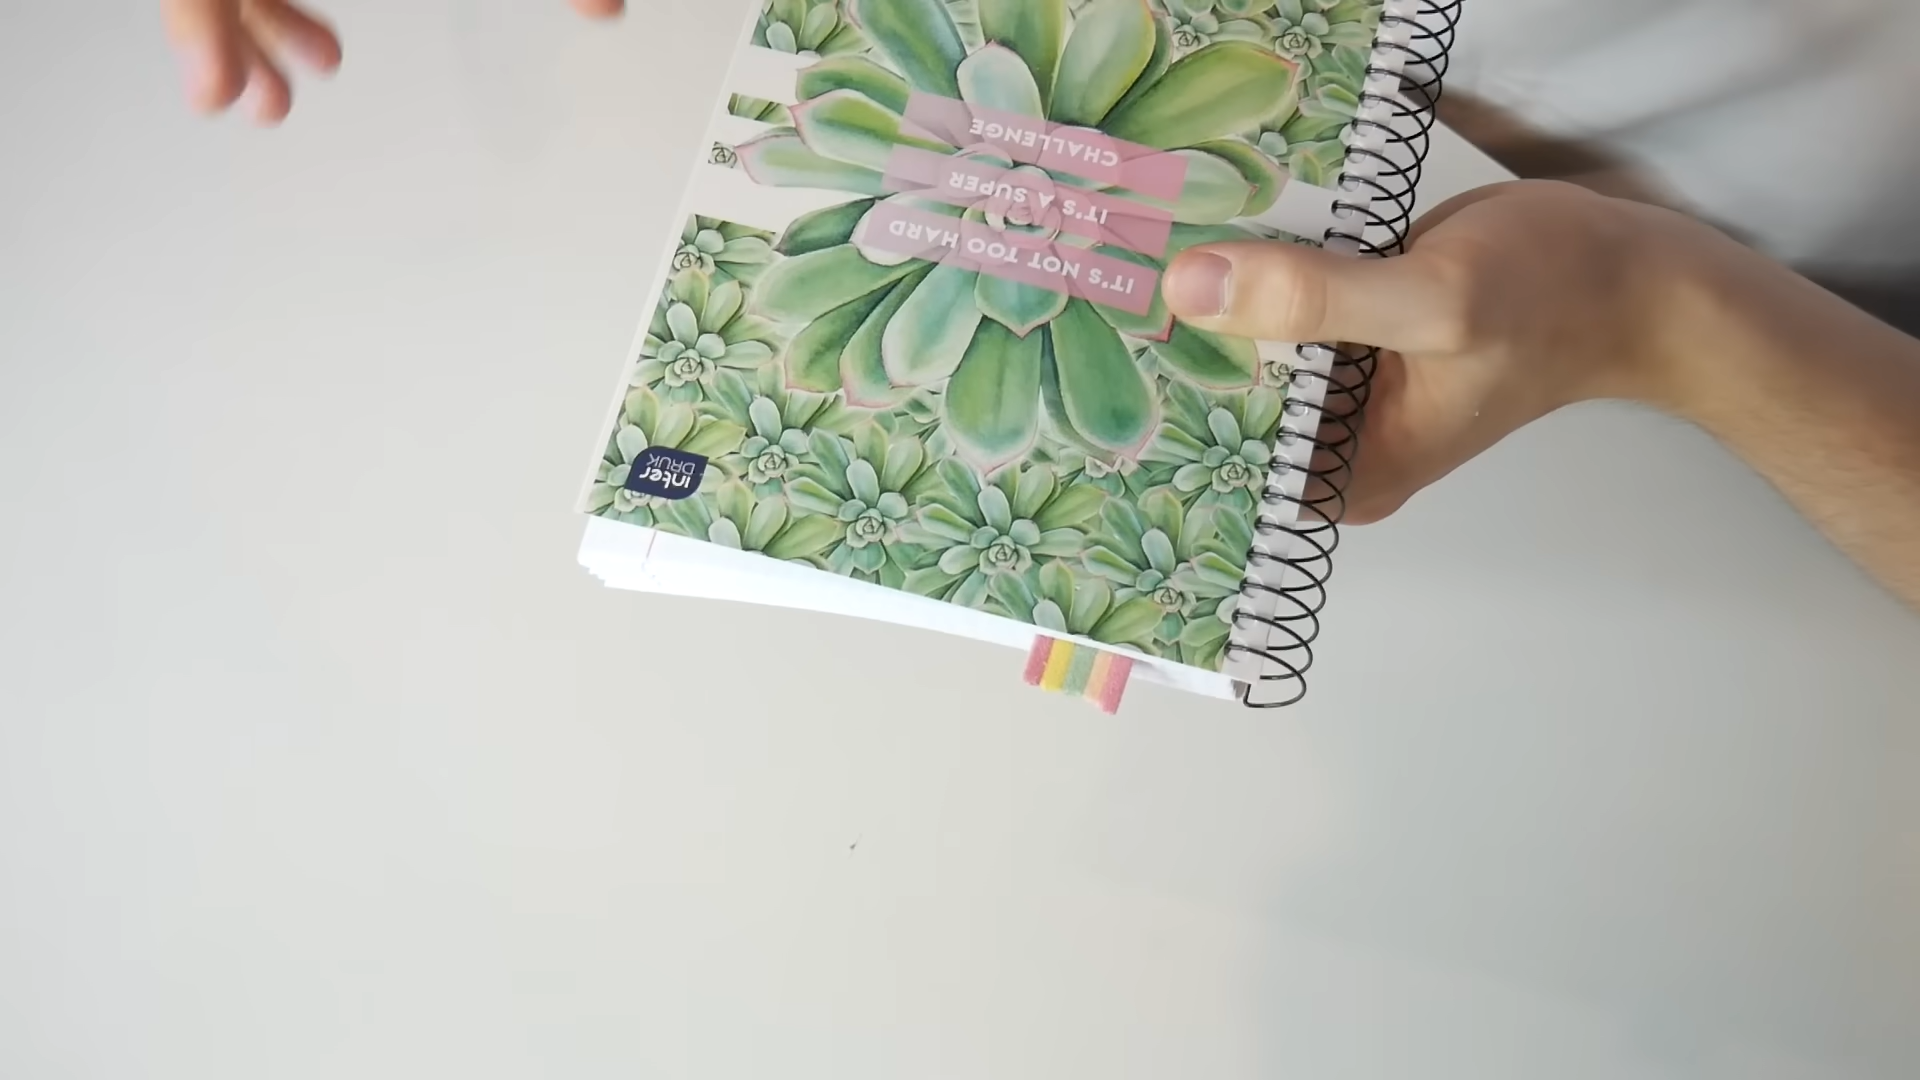 IT'S NOT TOO HARD
IT'S A SUPER
CHALLENGE
inter
DRUK